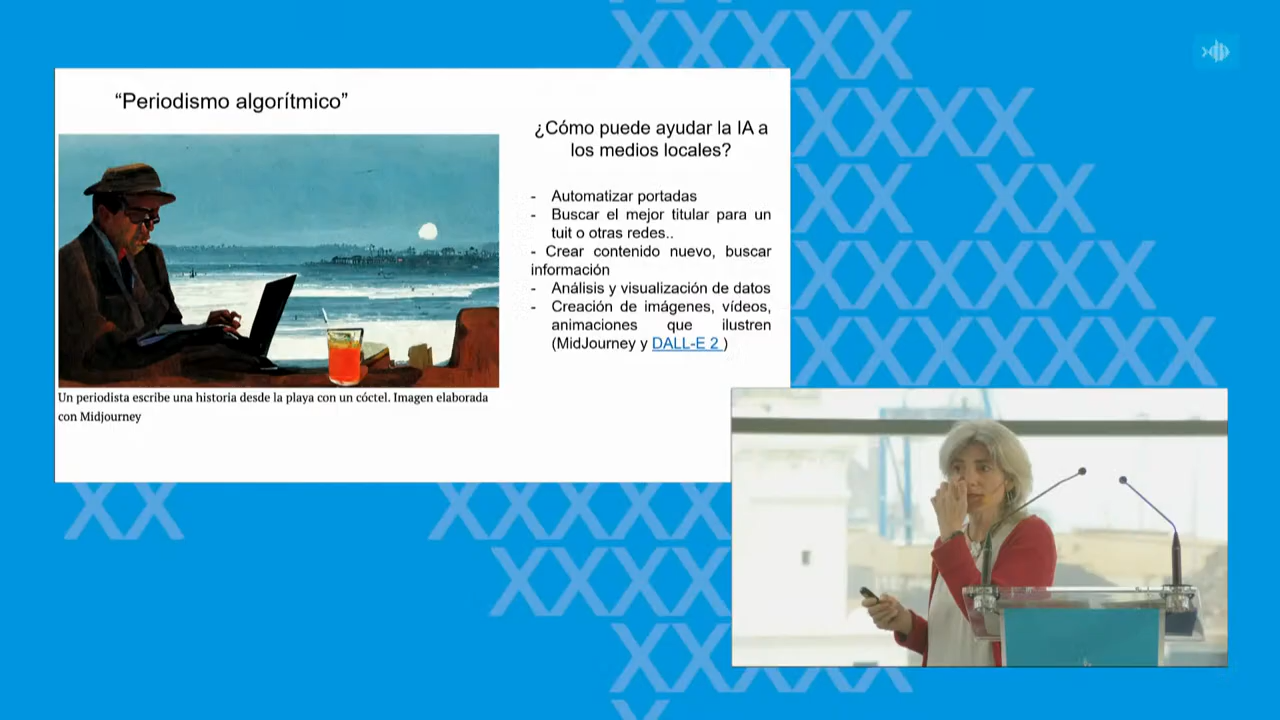 “Periodismo algorítmico”
¿Cómo puede ayudar la IA a
los medios locales?
- Automatizar portadas
- Buscar el mejor titular para un
tuit o otras redes..
- Crear contenido nuevo, buscar
información
- Análisis y visualización de datos
- Creación de imágenes, vídeos,
animaciones que ilustren
(MidJourney y DALL-E 2 )
Un periodista escribe una historia desde la playa con un cóctel. Imagen elaborada
con Midjourney